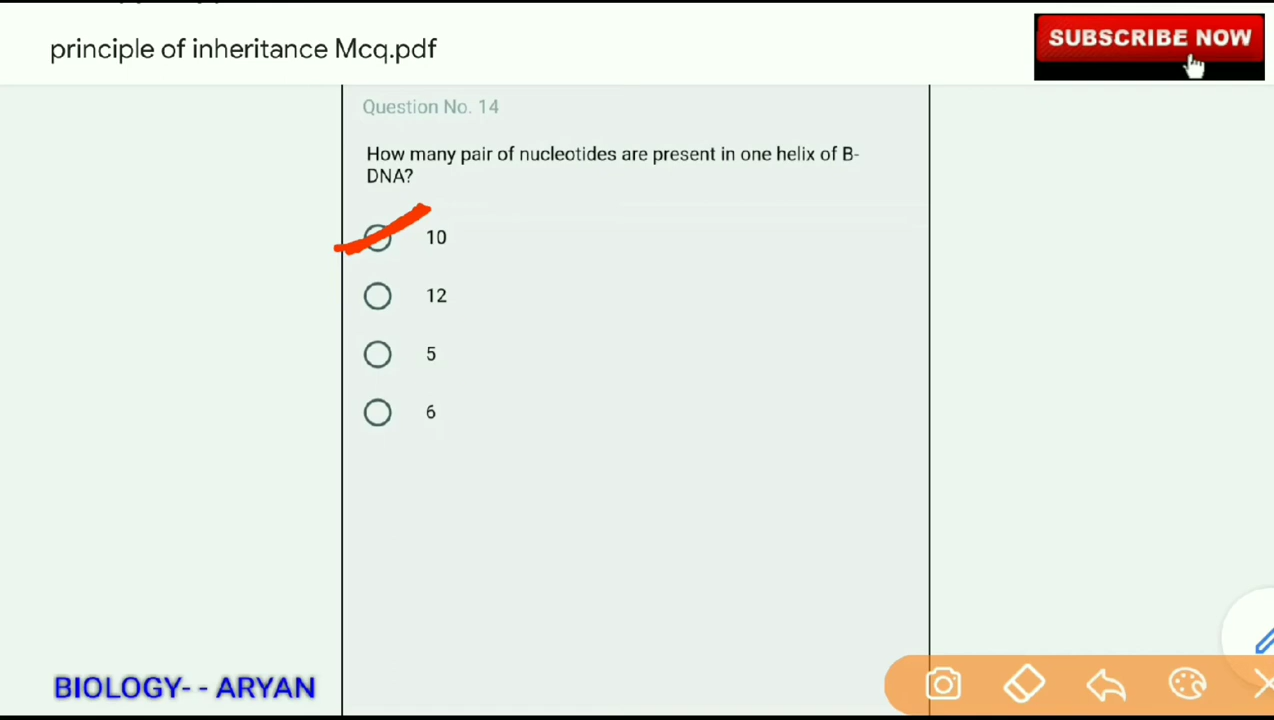 principle of inheritance Mcq.pdf
SUBSCRIBE NOW
Question No. 14
How many pair of nucleotides are present in one helix of B-
DNA?
10
12
5
6
BIOLOGY- - ARYAN